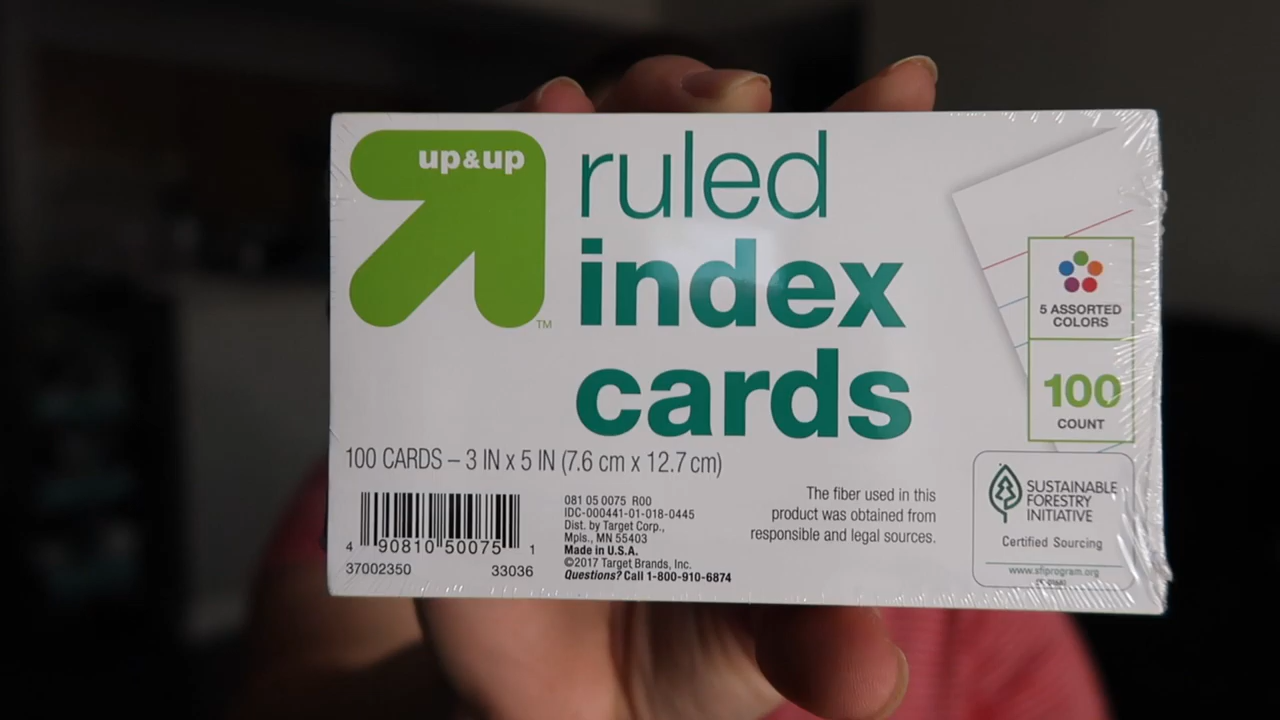 up&up
TM
ruled
index
cards
5 ASSORTED
COLORS
100
COUNT
100 CARDS – 3 IN x 5 IN (7.6 cm x 12.7 cm)
4 90810 50075 1
37002350 33036
081 05 0075 R00
IDC-000441-01-018-0445
Dist. by Target Corp.,
Mpls., MN 55403
Made in U.S.A.
©2017 Target Brands, Inc.
Questions? Call 1-800-910-6874
The fiber used in this
product was obtained from
responsible and legal sources.
SUSTAINABLE
FORESTRY
INITIATIVE
Certified Sourcing
www.sfiprogram.org